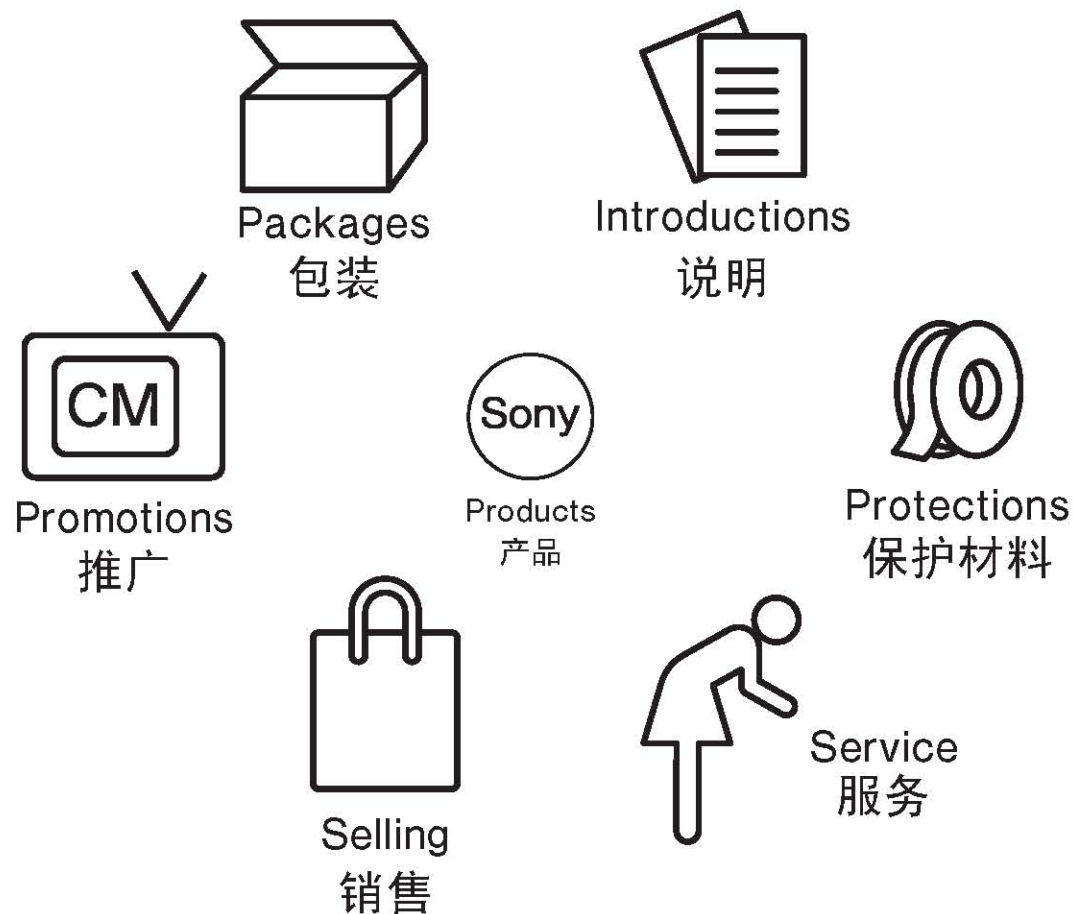 Packages
包装
Introductions
说明
CM
Promotions
推广
Sony
Products
产品
Protections
保护材料
Selling
销售
Service
服务